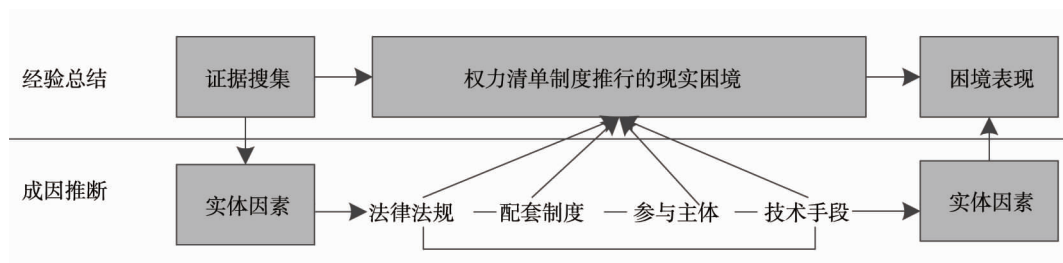 经验总结
证据搜集
权力清单制度推行的现实困境
困境表现
成因推断
实体因素
法律法规
配套制度
参与主体
技术手段
实体因素